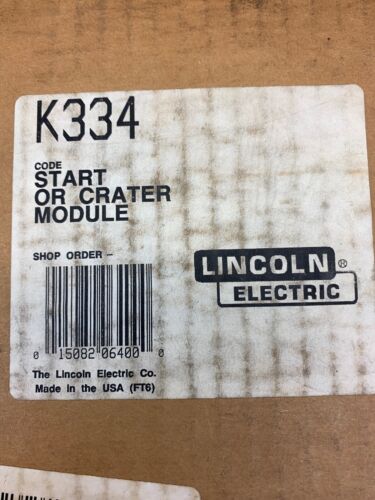 K334
CODE
START
OR CRATER
MODULE
SHOP ORDER –
LINCOLN ®
ELECTRIC
0 15082 06400 0
The Lincoln Electric Co.
Made in the USA (FT6)